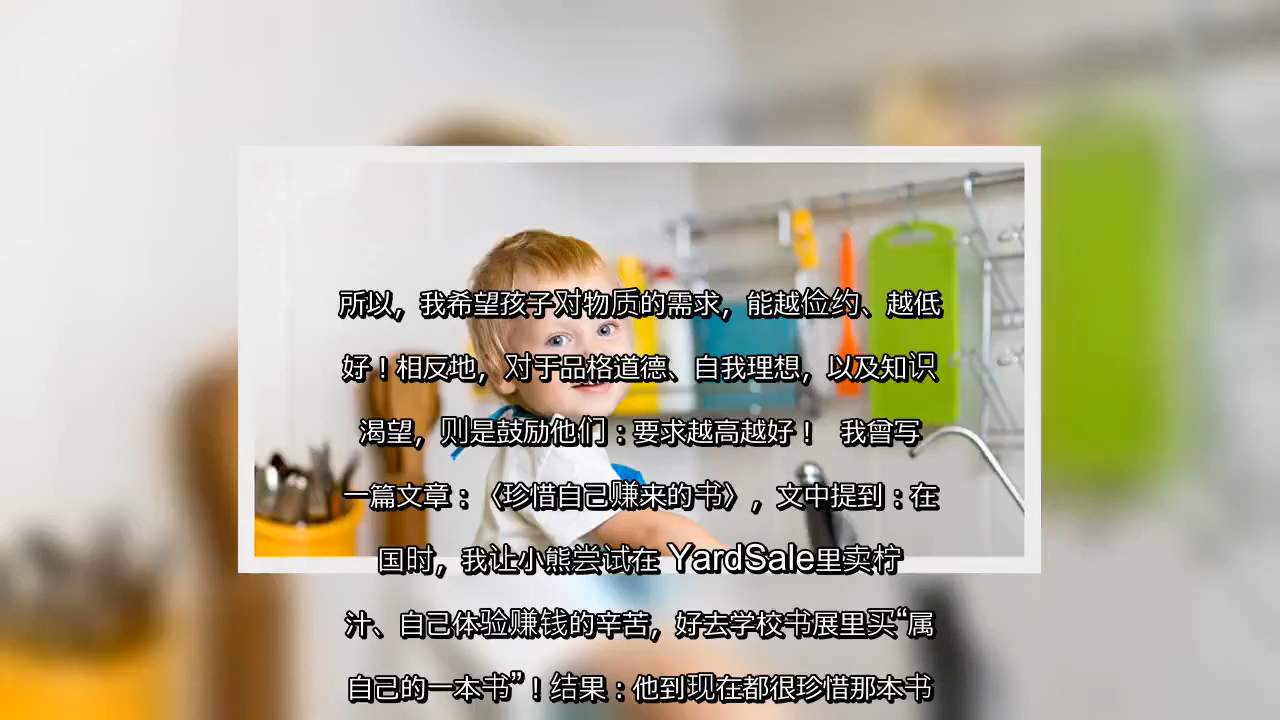 所以，我希望孩子对物质的需求，能越俭约、越低
好！相反地，对于品格道德、自我理想，以及知识
渴望，则是鼓励他们：要求越高越好！ 我曾写
一篇文章：〈珍惜自己赚来的书〉，文中提到：在
国时，我让小熊尝试在 YardSale里卖柠
汁、自己体验赚钱的辛苦，好去学校书展里买“属
自己的一本书”！结果：他到现在都很珍惜那本书